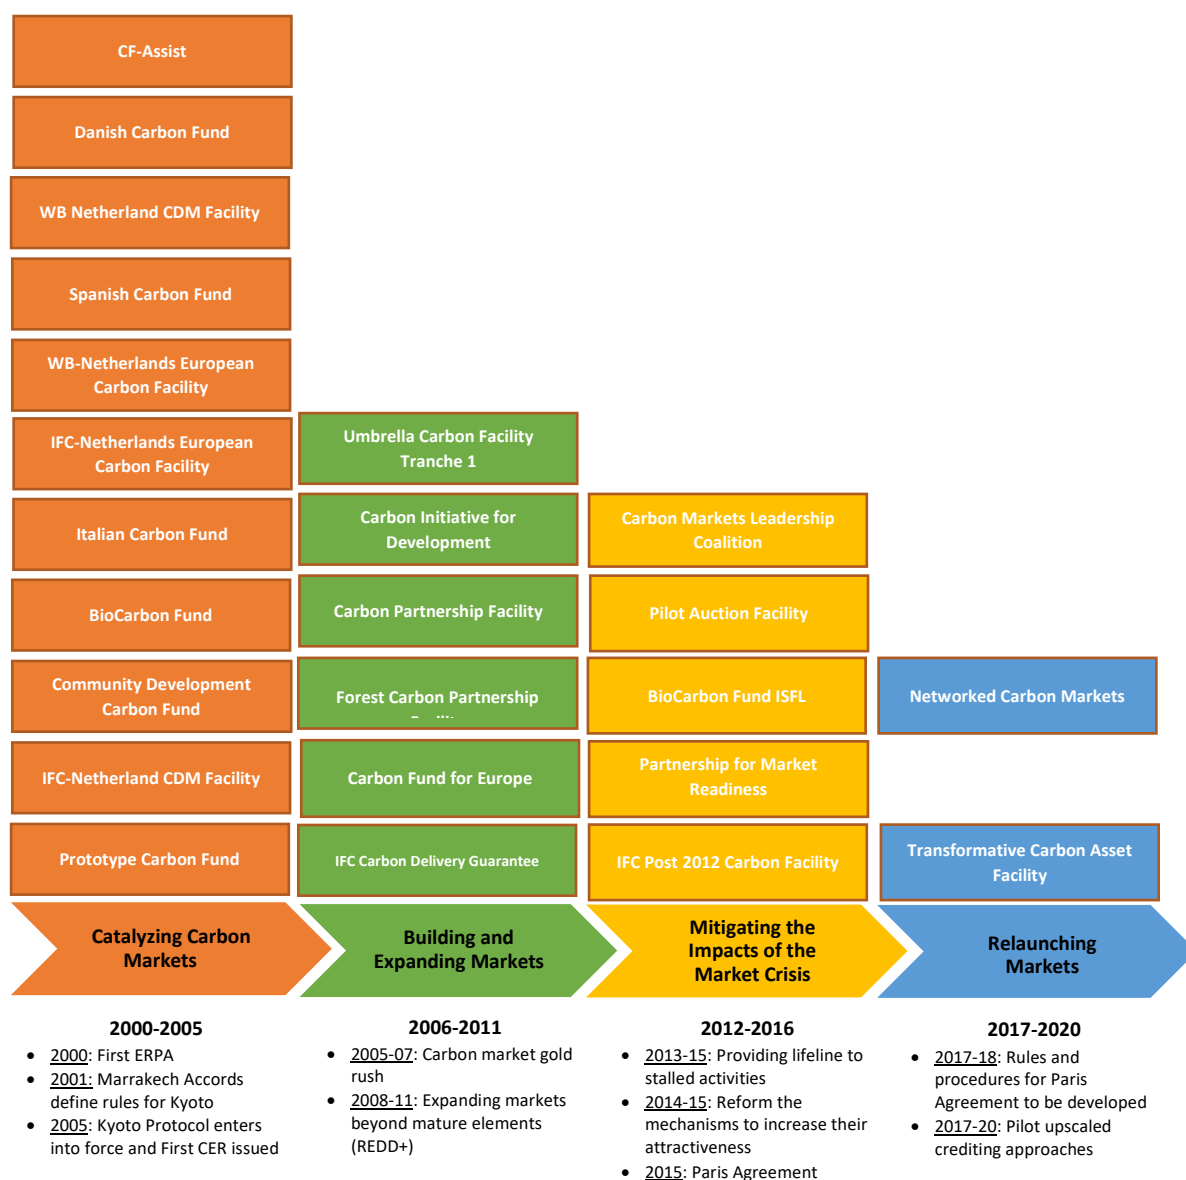 CF-Assist
Danish Carbon Fund
WB Netherland CDM Facility
Spanish Carbon Fund
WB-Netherlands European
Carbon Facility
IFC-Netherlands European
Carbon Facility
Italian Carbon Fund
BioCarbon Fund
Community Development
Carbon Fund
IFC-Netherland CDM Facility
Prototype Carbon Fund
Umbrella Carbon Facility
Tranche 1
Carbon Initiative for
Development
Carbon Partnership Facility
Forest Carbon Partnership
Carbon Fund for Europe
IFC Carbon Delivery Guarantee
Carbon Markets Leadership
Coalition
Pilot Auction Facility
BioCarbon Fund ISFL
Partnership for Market
Readiness
IFC Post 2012 Carbon Facility
Networked Carbon Markets
Transformative Carbon Asset
Facility
Catalyzing Carbon
Markets
Building and
Expanding Markets
Mitigating the
Impacts of the
Market Crisis
Relaunching
Markets
2000-2005
• 2000: First ERPA
• 2001: Marrakech Accords
define rules for Kyoto
• 2005: Kyoto Protocol enters
into force and First CER issued
2006-2011
• 2005-07: Carbon market gold
rush
• 2008-11: Expanding markets
beyond mature elements
(REDD+)
2012-2016
• 2013-15: Providing lifeline to
stalled activities
• 2014-15: Reform the
mechanisms to increase their
attractiveness
• 2015: Paris Agreement
2017-2020
• 2017-18: Rules and
procedures for Paris
Agreement to be developed
• 2017-20: Pilot upscaled
crediting approaches